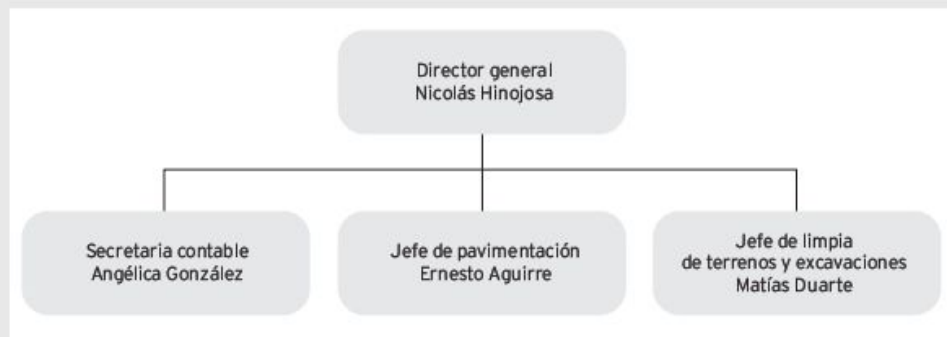 Director general
Nicolás Hinojosa
Secretaria contable
Angélica González
Jefe de pavimentación
Ernesto Aguirre
Jefe de limpia
de terrenos y excavaciones
Matías Duarte